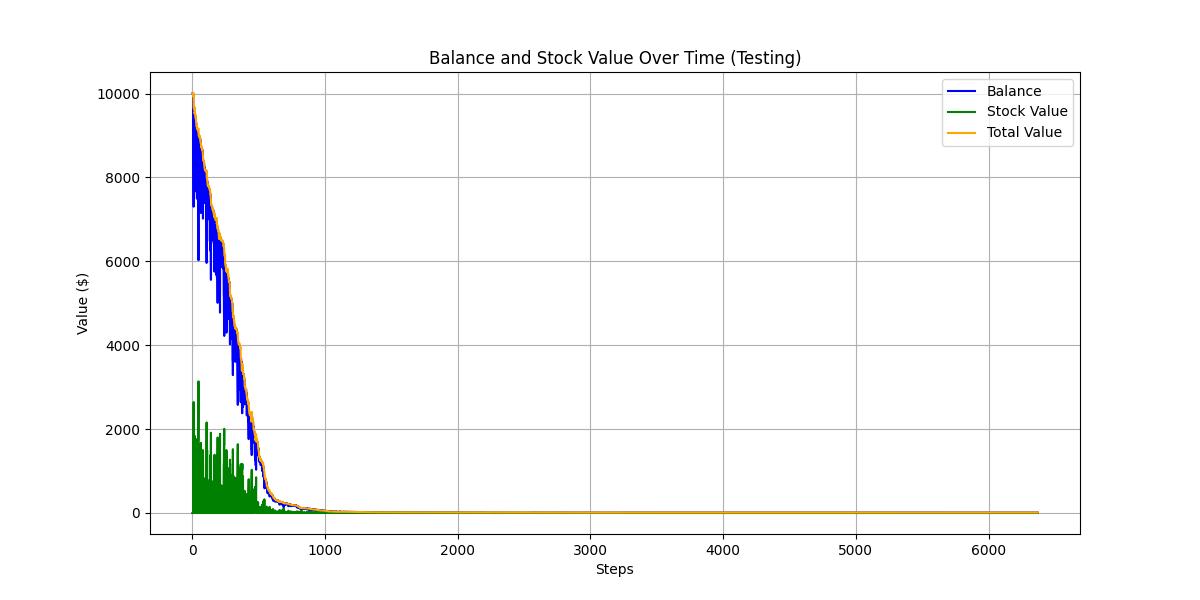 Balance and Stock Value Over Time (Testing)
Balance
Stock Value
Total Value
Value ($)
10000
8000
6000
4000
2000
0
0 1000 2000 3000 4000 5000 6000
Steps